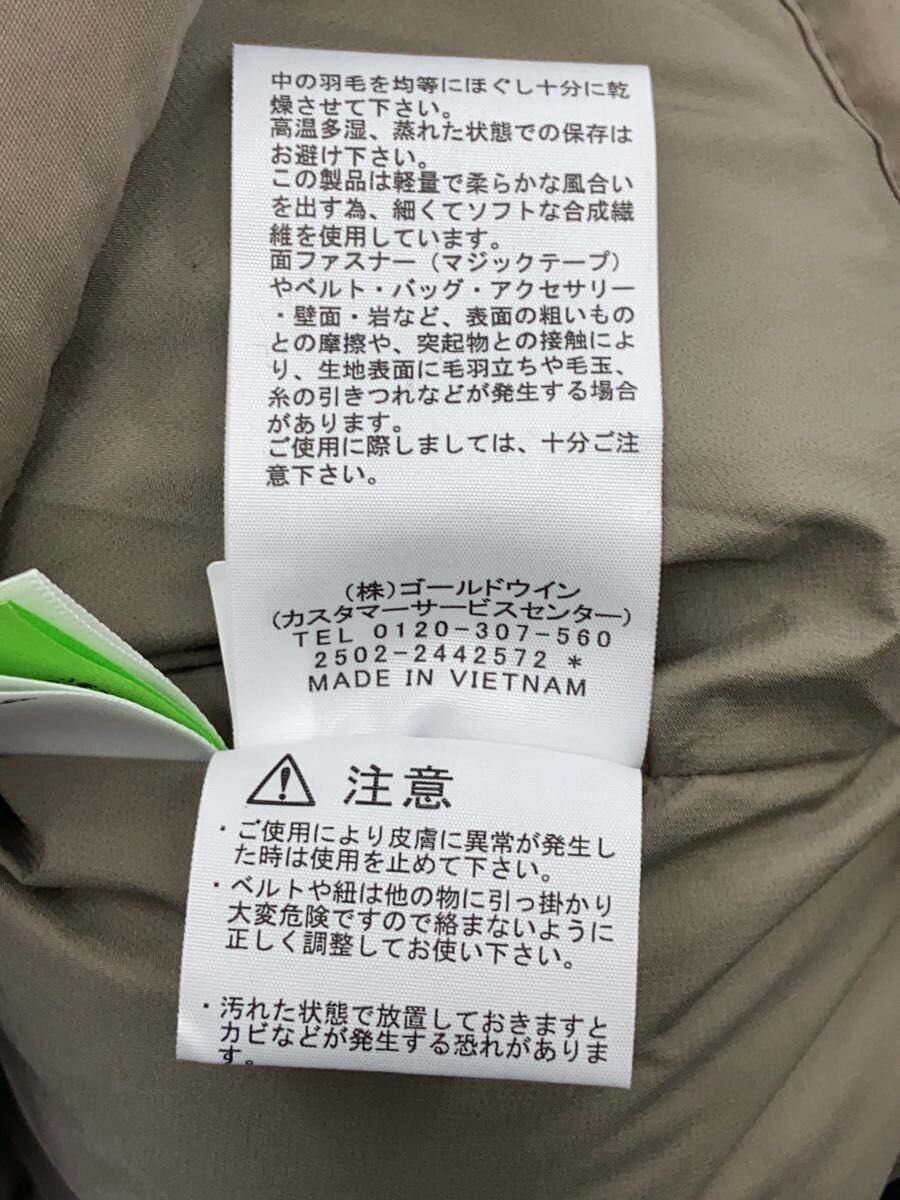 中の羽毛を均等にほぐし十分に乾
燥させて下さい。
高温多湿、蒸れた状態での保存は
お避け下さい。
この製品は軽量で柔らかな風合い
を出す為、細くてソフトな合成繊
維を使用しています。
面ファスナー（マジックテープ）
やベルト・バッグ・アクセサリー
・壁面・岩など、表面の粗いもの
との摩擦や、突起物との接触によ
り、生地表面に毛羽立ちや毛玉、
糸の引きつれなどが発生する場合
があります。
ご使用に際しましては、十分ご注
意下さい。
（株）ゴールドウイン
(カスタマーサービスセンター)
TEL 0120-307-560
2502-2442572 *
MADE IN VIETNAM
注意
・ご使用により皮膚に異常が発生し
た時は使用を止めて下さい。
・ベルトや紐は他の物に引っ掛かり
大変危険ですので絡まないように
正しく調整してお使い下さい。
・汚れた状態で放置しておきますと
カビなどが発生する恐れがありま
す。